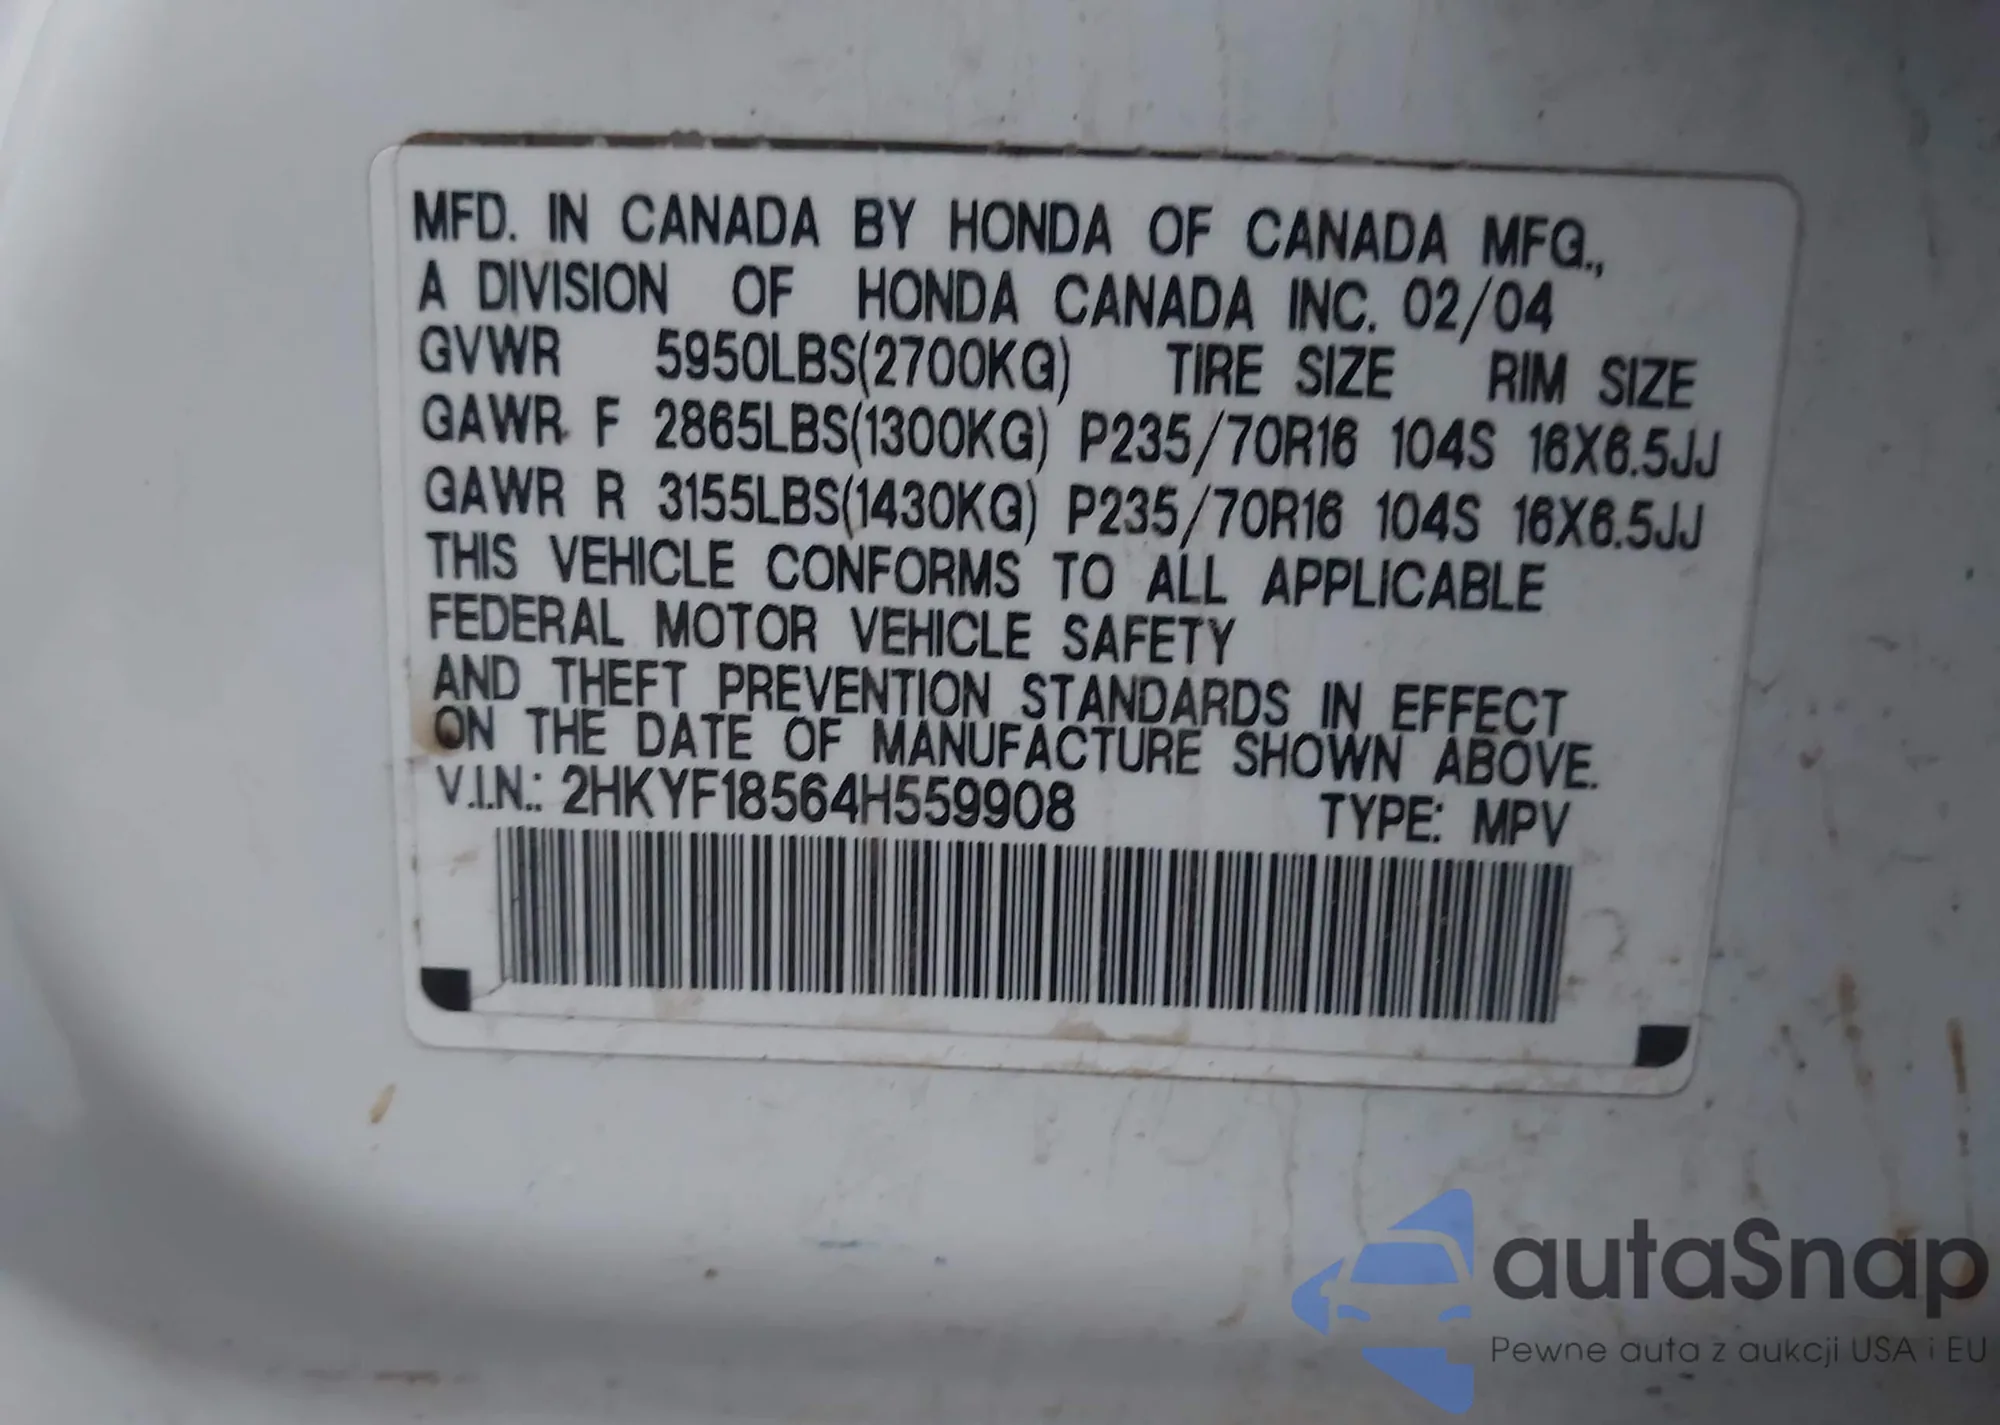 MFD. IN CANADA BY HONDA OF CANADA MFG.,
A DIVISION OF HONDA CANADA INC. 02/04
GVWR 5950LBS(2700KG) TIRE SIZE RIM SIZE
GAWR F 2865LBS(1300KG) P235/70R16 104S 16X6.5JJ
GAWR R 3155LBS(1430KG) P235/70R16 104S 16X6.5JJ
THIS VEHICLE CONFORMS TO ALL APPLICABLE
FEDERAL MOTOR VEHICLE SAFETY
AND THEFT PREVENTION STANDARDS IN EFFECT
ON THE DATE OF MANUFACTURE SHOWN ABOVE.
V.I.N.: 2HKYF18564H559908 TYPE: MPV
autaSnap
Pewne auta z aukcji USA i EU